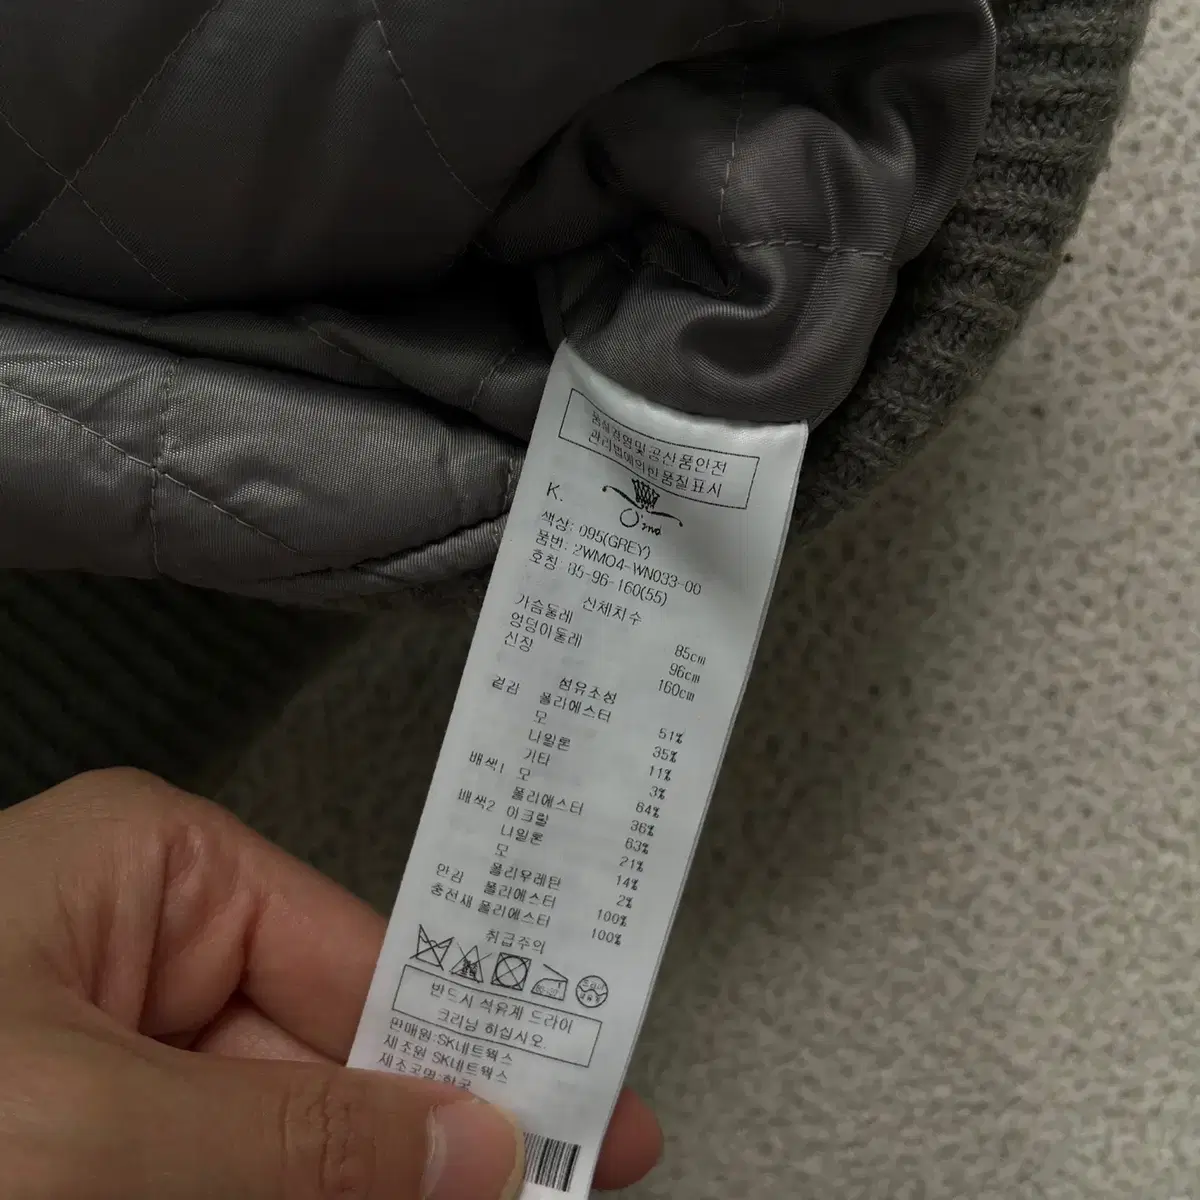 품질경영및공산품안전
관리법에의한품질표시
K.
O'2nd
색상: 095(GREY)
품번: 2WMO4-WN033-00
호칭: 85-96-160(55)
신체치수
가슴둘레 85cm
엉덩이둘레 96cm
신장 160cm
섬유조성
겉감 폴리에스터 51%
모 35%
나일론 11%
기타 3%
배색1 모 64%
폴리에스터 36%
배색2 아크릴 63%
나일론 21%
모 14%
폴리우레탄 2%
안감 폴리에스터 100%
충전재 폴리에스터 100%
취급주의
반드시 석유계 드라이
크리닝 하십시오.
판매원:SK네트웍스
제조원 SK네트웍스
제조국명:한국